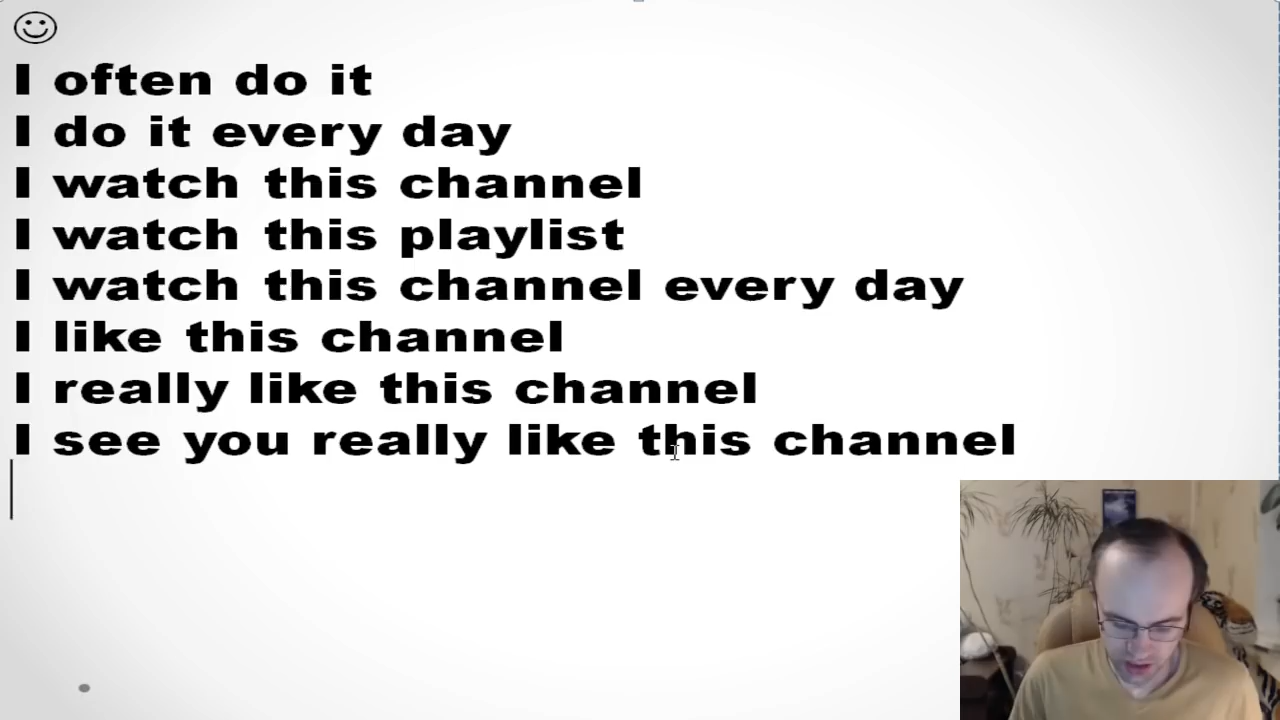 I often do it
I do it every day
I watch this channel
I watch this playlist
I watch this channel every day
I like this channel
I really like this channel
I see you really like this channel